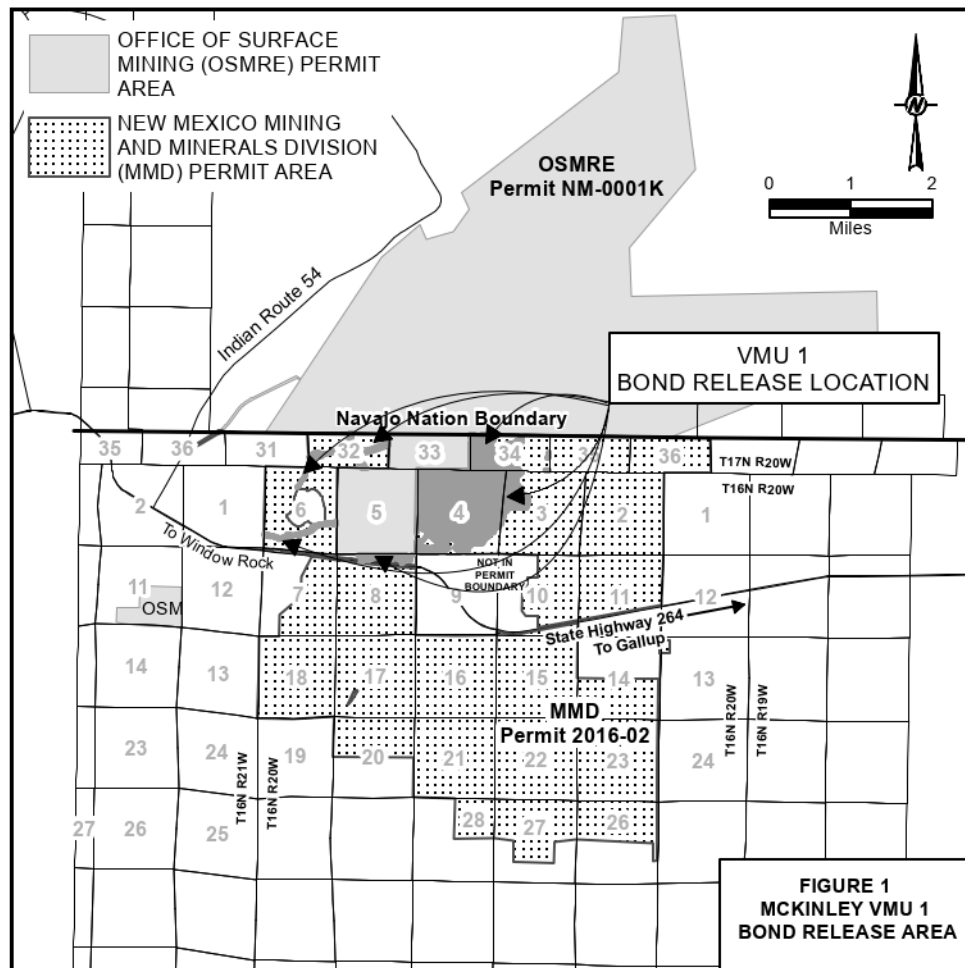 OFFICE OF SURFACE
MINING (OSMRE) PERMIT
AREA
NEW MEXICO MINING
AND MINERALS DIVISION
(MMD) PERMIT AREA
N
OSMRE
Permit NM-0001K
0 1 2
Miles
Indian Route 54
VMU 1
BOND RELEASE LOCATION
Navajo Nation Boundary
35 36 31 32 33 34 35 36
T17N R20W
T16N R20W
2 1 6 5 4 3 2 1
To Window Rock
NOT IN
PERMIT
BOUNDARY
11 12 7 8 9 10 11 12
OSM
State Highway 264
To Gallup
14 13 18 17 16 15 14 13
MMD
Permit 2016-02
T16N R20W
T16N R19W
23 24 19 20 21 22 23 24
T16N R21W
T16N R20W
27 26 25 28 27 26
FIGURE 1
MCKINLEY VMU 1
BOND RELEASE AREA